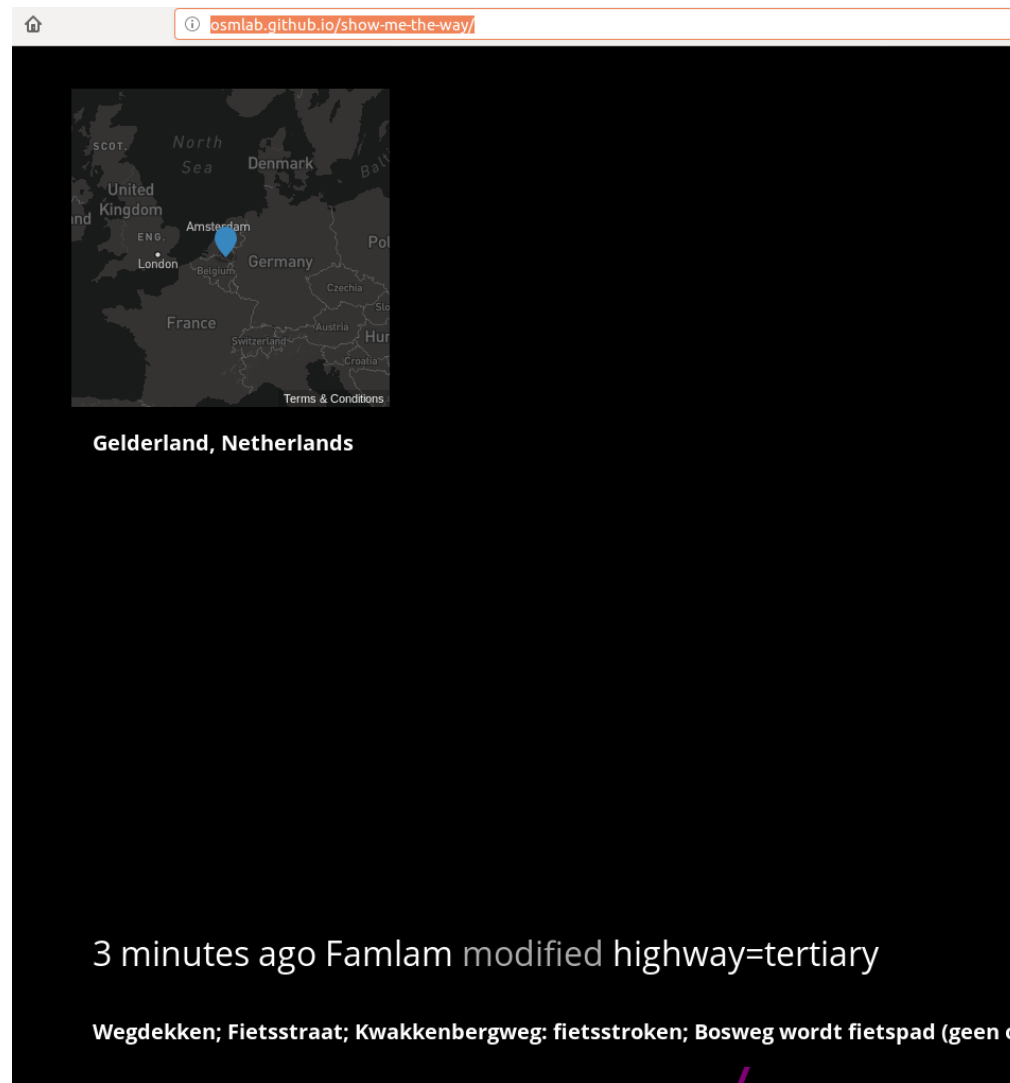 osmlab.github.io/show-me-the-way/
SCOT.
North
Sea
Denmark
United
Kingdom
ENG.
Amsterdam
London
Belgium
Germany
Czechia
France
Austria
Switzerland
Croatia
Terms & Conditions
Gelderland, Netherlands
3 minutes ago Famlam modified highway=tertiary
Wegdekken; Fietsstraat; Kwakkenbergweg: fietsstroken; Bosweg wordt fietspad (geen